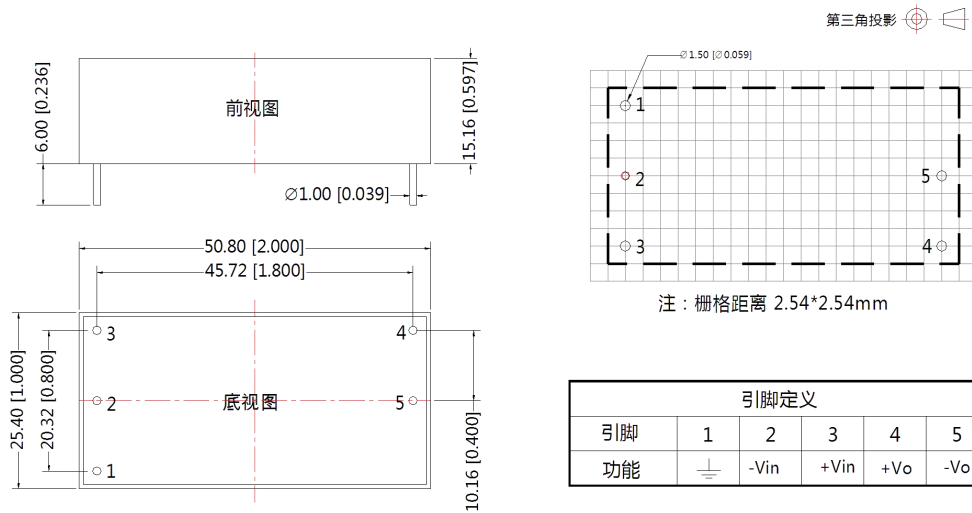 第三角投影
6.00 [0.236]
前视图
15.16 [0.597]
∅1.00 [0.039]
∅1.50 [∅0.059]
1
2
3
5
4
注：栅格距离 2.54*2.54mm
50.80 [2.000]
45.72 [1.800]
25.40 [1.000]
20.32 [0.800]
3
4
2
底视图
5
1
10.16 [0.400]
引脚定义
引脚 1 2 3 4 5
功能 ⏚ -Vin +Vin +Vo -Vo